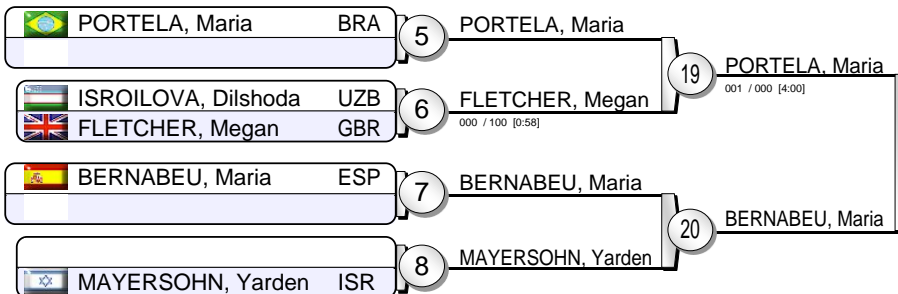 PORTELA, Maria BRA
5
PORTELA, Maria
19
PORTELA, Maria
001 / 000 [4:00]
ISROILOVA, Dilshoda UZB
FLETCHER, Megan GBR
6
FLETCHER, Megan
000 / 100 [0:58]
BERNABEU, Maria ESP
7
BERNABEU, Maria
20
BERNABEU, Maria
MAYERSOHN, Yarden ISR
8
MAYERSOHN, Yarden